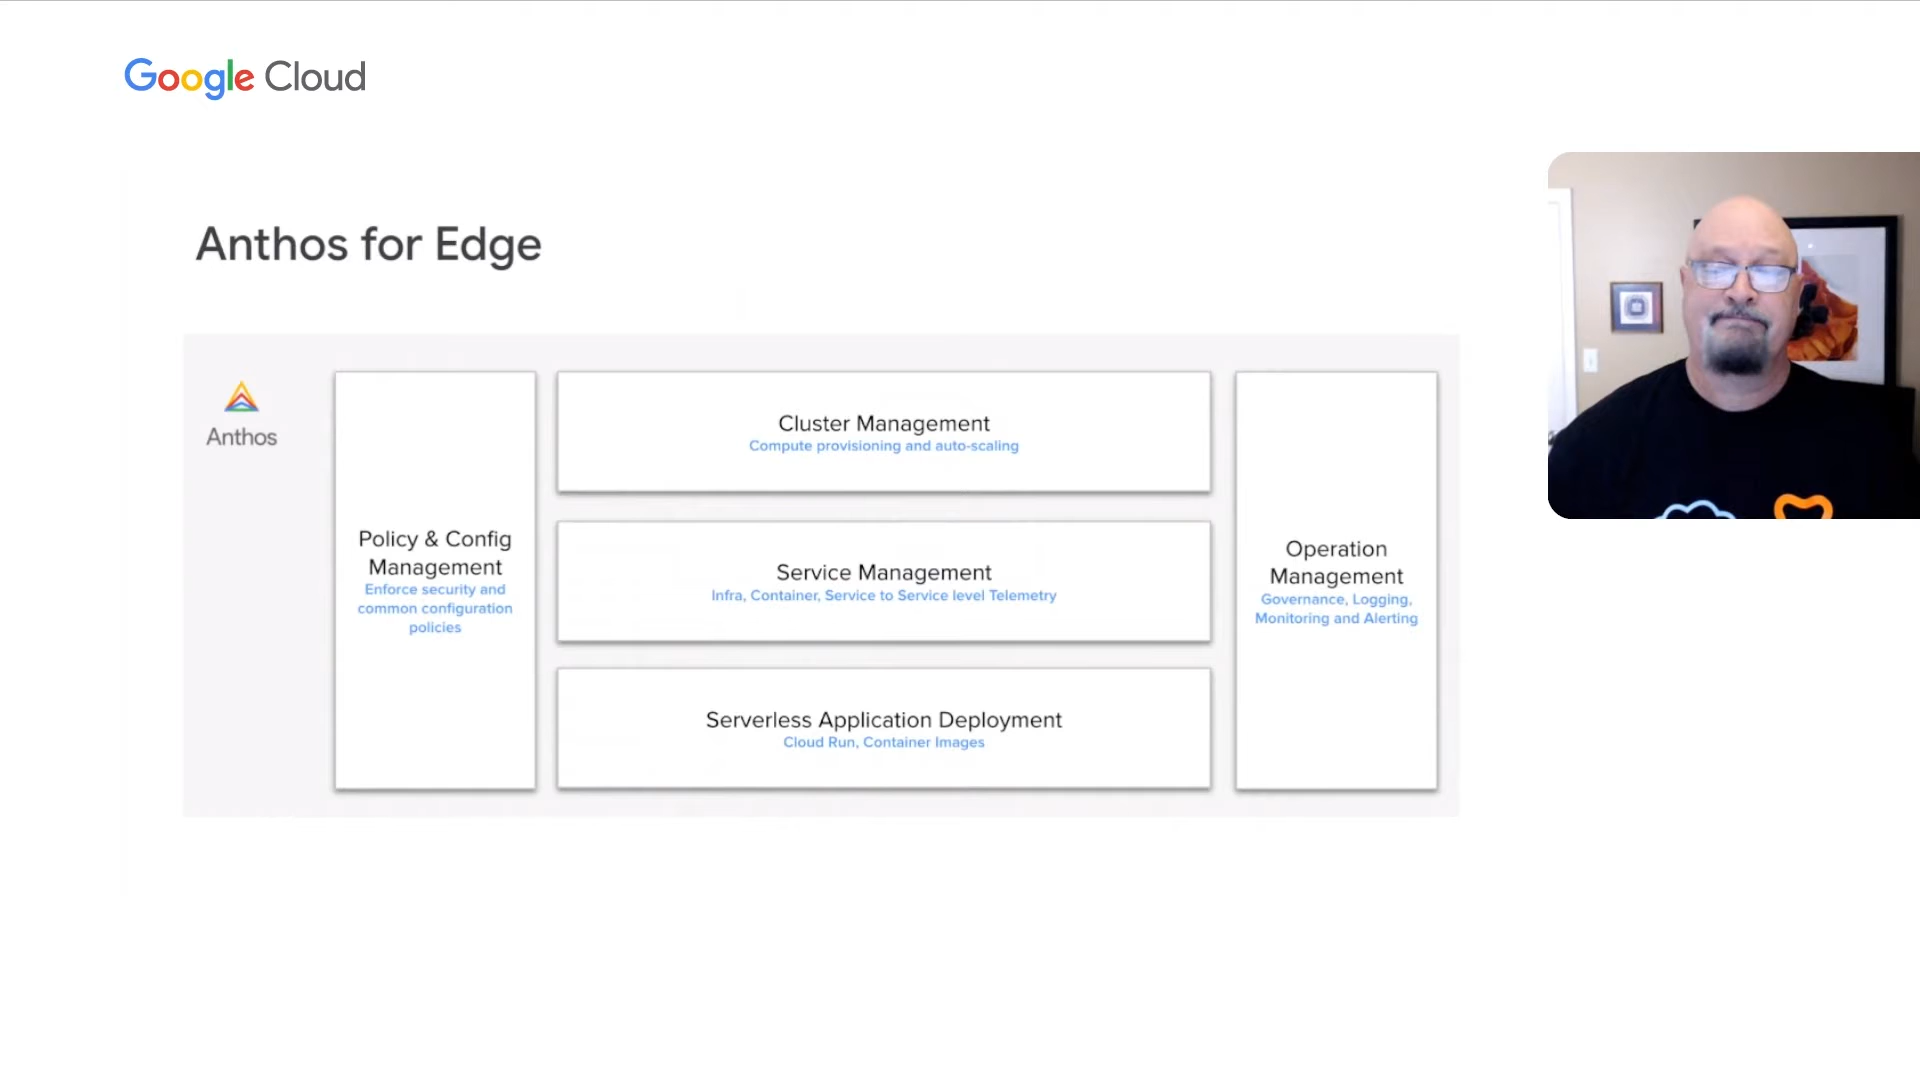 Google Cloud
Anthos for Edge
Anthos
Policy & Config
Management
Enforce security and
common configuration
policies
Cluster Management
Compute provisioning and auto-scaling
Service Management
Infra, Container, Service to Service level Telemetry
Serverless Application Deployment
Cloud Run, Container Images
Operation
Management
Governance, Logging,
Monitoring and Alerting